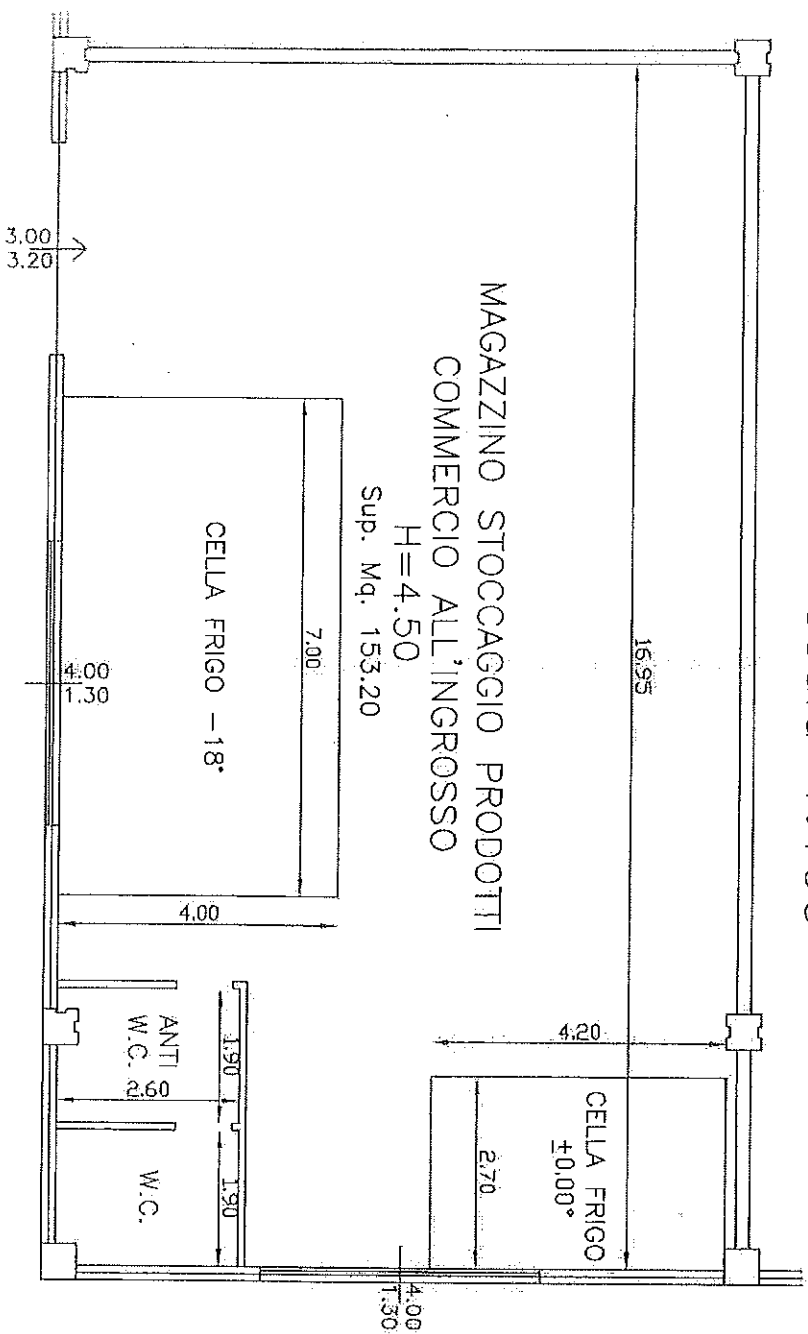 3.00
3.20
MAGAZZINO STOCCAGGIO PRODOTTI
COMMERCIO ALL'INGROSSO
H=4.50
Sup. Mq. 153.20
16.95
7.00
CELLA FRIGO -18°
4.00
1.30
4.00
4.20
CELLA FRIGO
±0.00°
2.70
ANTI
W.C.
1.90
2.60
W.C.
1.90
4.00
1.30